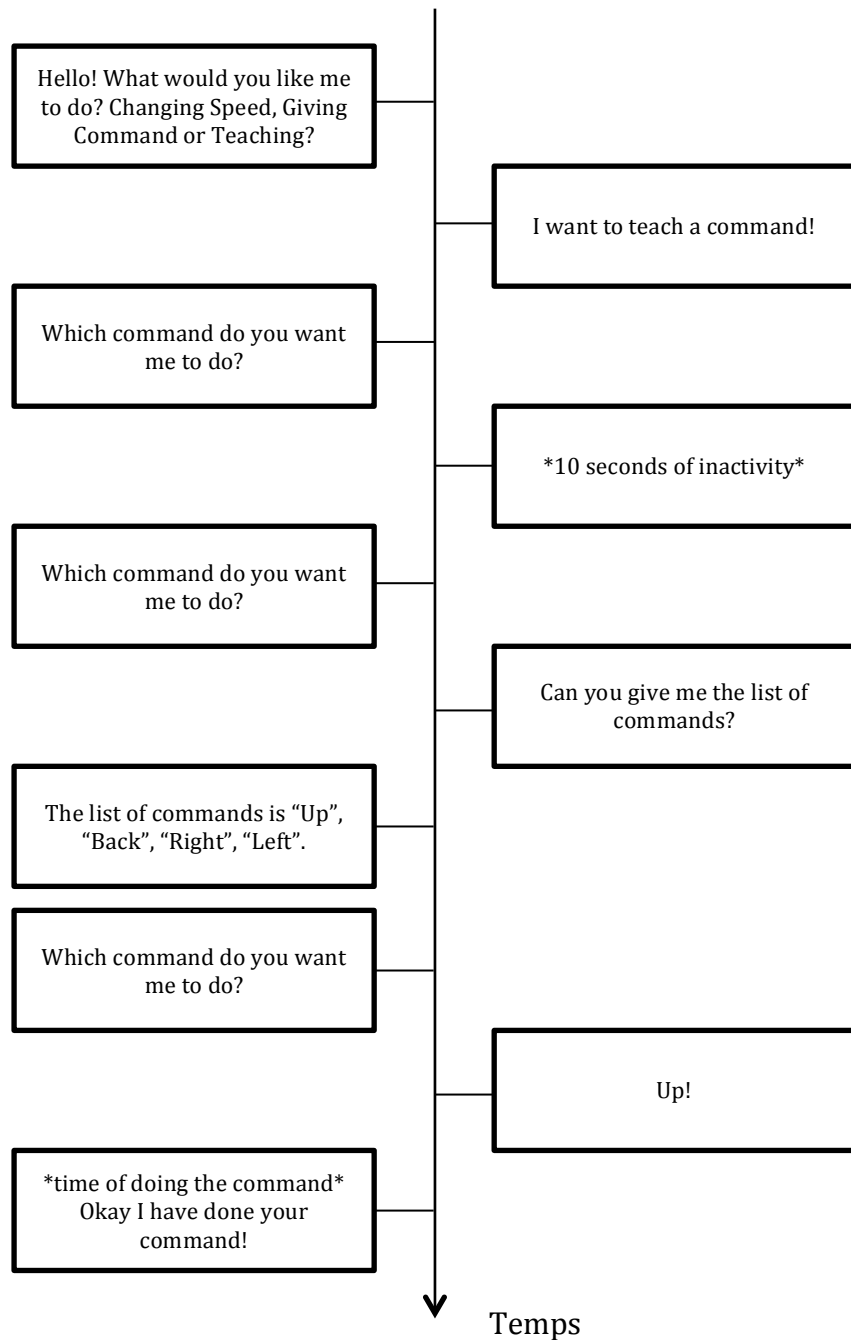 Hello! What would you like me
to do? Changing Speed, Giving
Command or Teaching?
I want to teach a command!
Which command do you want
me to do?
*10 seconds of inactivity*
Which command do you want
me to do?
Can you give me the list of
commands?
The list of commands is “Up”,
“Back”, “Right”, “Left”.
Which command do you want
me to do?
Up!
*time of doing the command*
Okay I have done your
command!
Temps